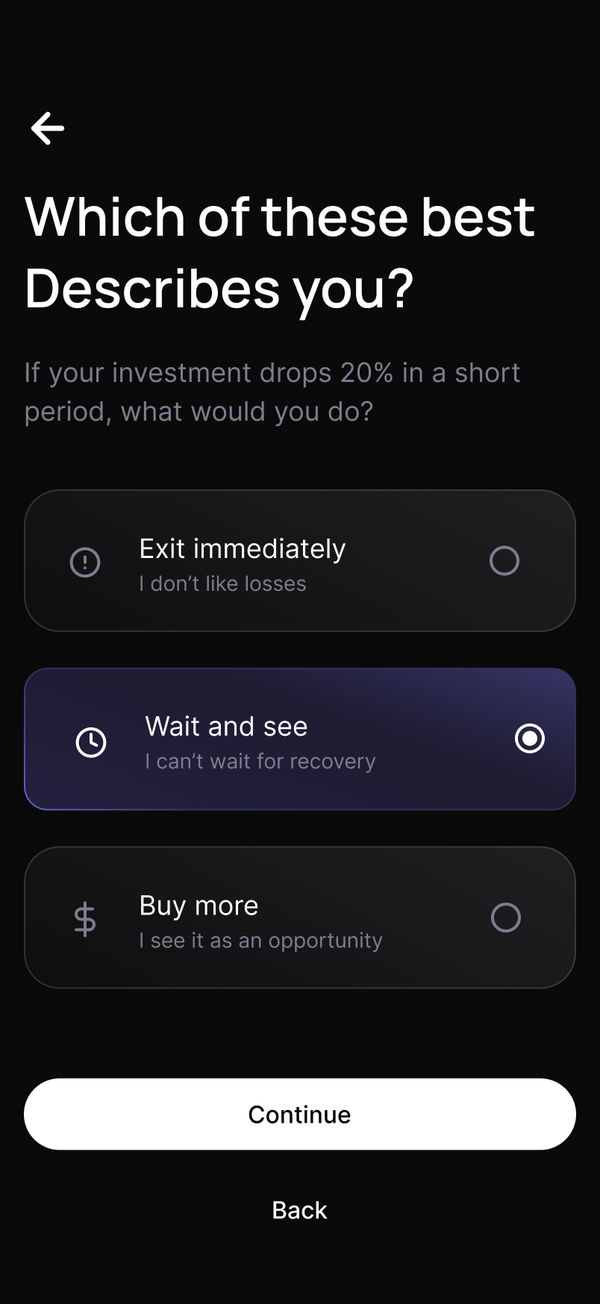 Which of these best
Describes you?
If your investment drops 20% in a short
period, what would you do?
Exit immediately
I don’t like losses
Wait and see
I can’t wait for recovery
Buy more
I see it as an opportunity
Continue
Back